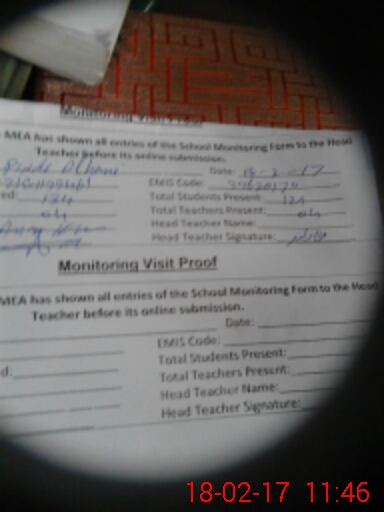 Monitoring Visit Proof
MEA has shown all entries of the School Monitoring Form to the Head
Teacher before its online submission.
Date: 18-2-17
EMIS Code:
ed: 124 Total Students Present: 121
04 Total Teachers Present: 04
Head Teacher Name:
Head Teacher Signature:
Monitoring Visit Proof
MEA has shown all entries of the School Monitoring Form to the Head
Teacher before its online submission.
Date:
EMIS Code:
Total Students Present:
d: Total Teachers Present:
Head Teacher Name:
Head Teacher Signature:
18-02-17 11:46